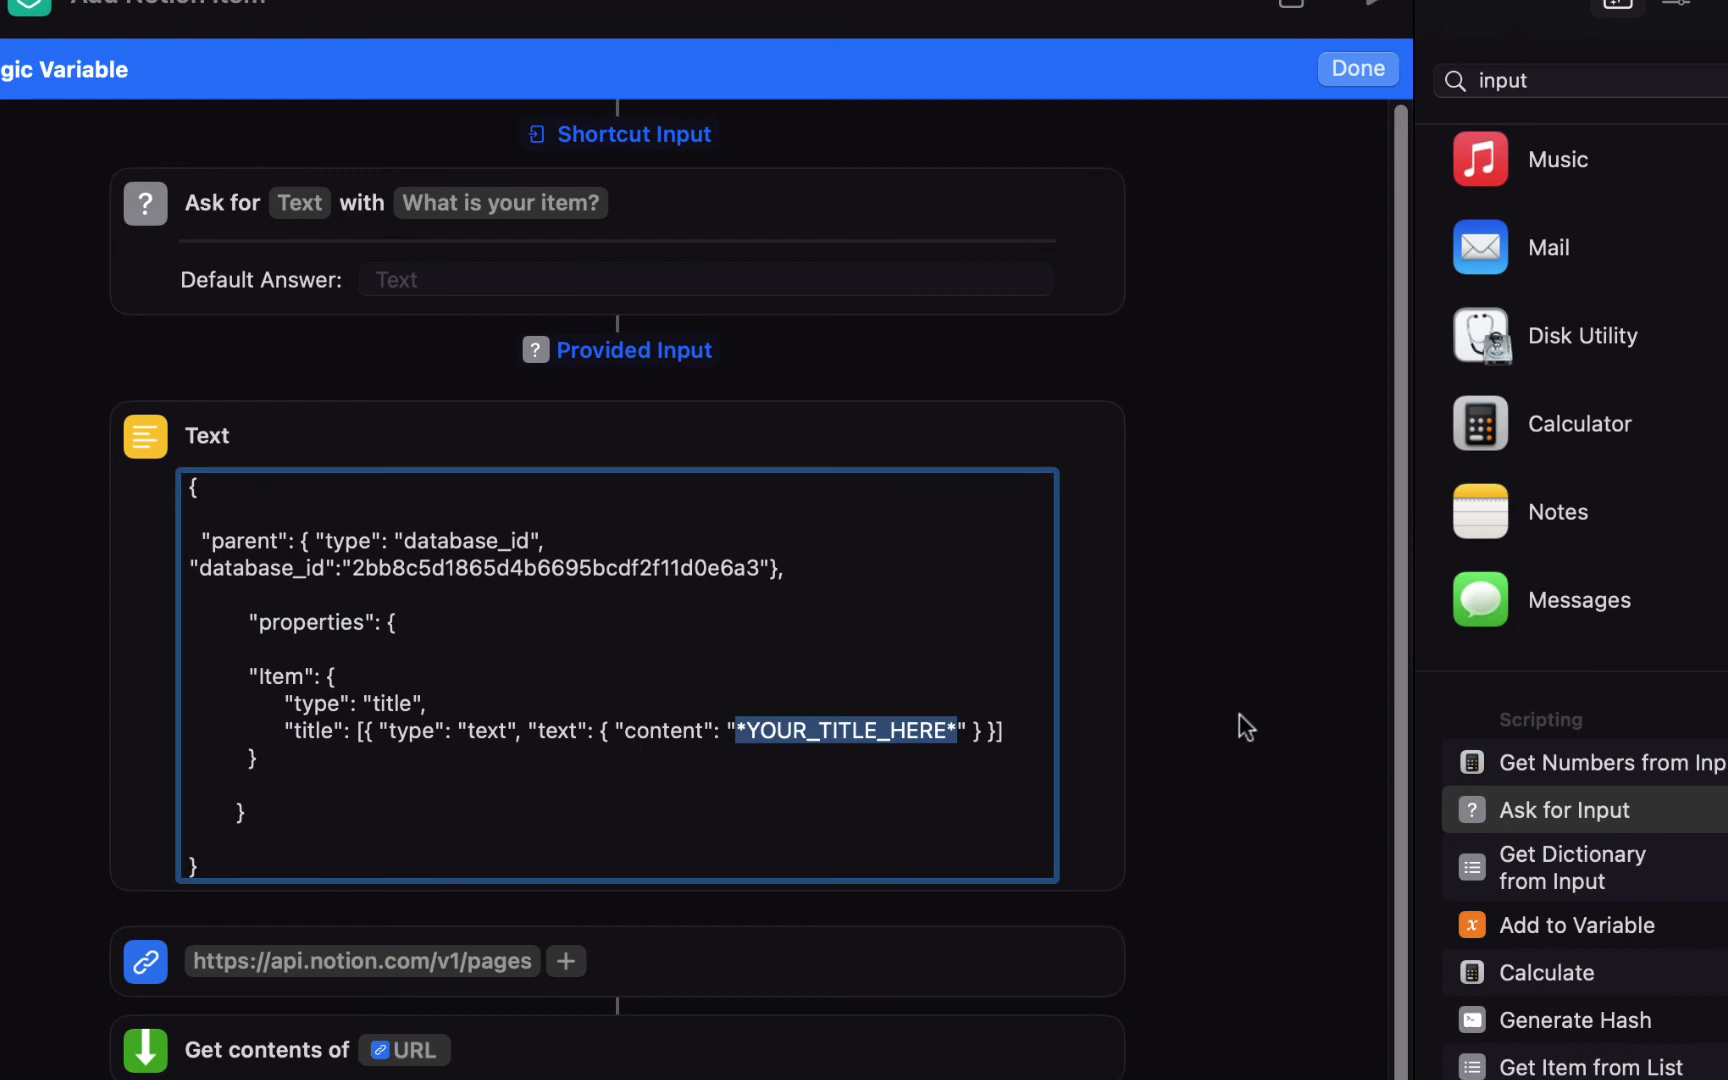 Add Notion Item
gic Variable
Done
input
Shortcut Input
Music
Ask for Text with What is your item?
Mail
Default Answer: Text
Disk Utility
Provided Input
Calculator
Text
{
Notes
"parent": { "type": "database_id",
"database_id":"2bb8c5d1865d4b6695bcdf2f11d0e6a3"},
Messages
"properties": {
"Item": {
"type": "title",
"title": [{ "type": "text", "text": { "content": "*YOUR_TITLE_HERE*" } }]
}
}
}
Scripting
Get Numbers from Inp
Ask for Input
Get Dictionary
from Input
Add to Variable
https://api.notion.com/v1/pages +
Calculate
Generate Hash
Get contents of URL
Get Item from List